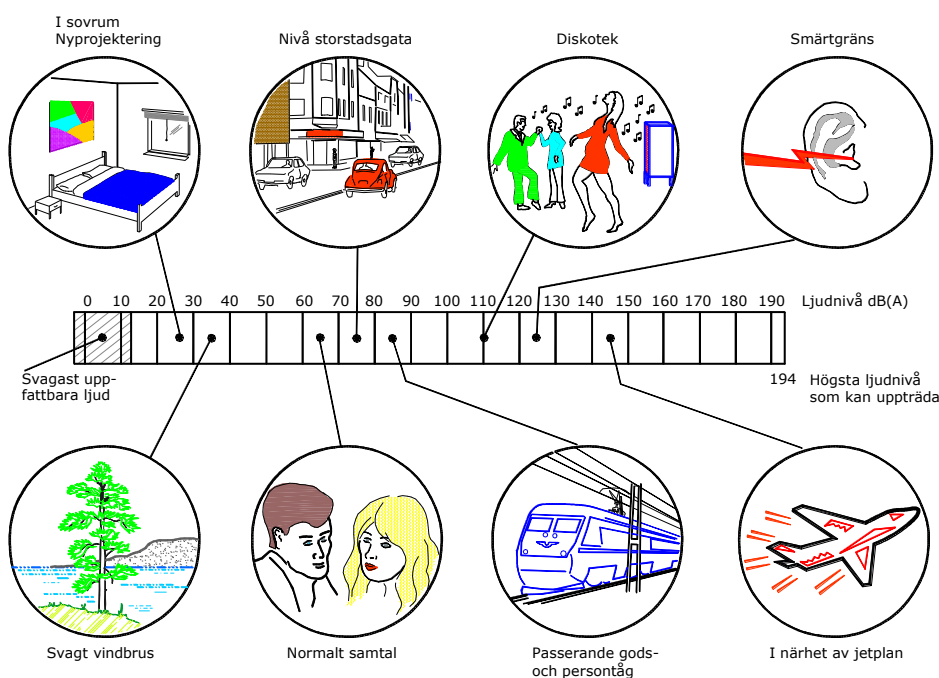 I sovrum
Nyprojektering
Nivå storstadsgata
Diskotek
Smärtgräns
0 10 20 30 40 50 60 70 80 90 100 110 120 130 140 150 160 170 180 190 Ljudnivå dB(A)
Svagast upp-
fattbara ljud
194 Högsta ljudnivå
som kan uppträda
Svagt vindbrus
Normalt samtal
Passerande gods-
och persontåg
I närhet av jetplan